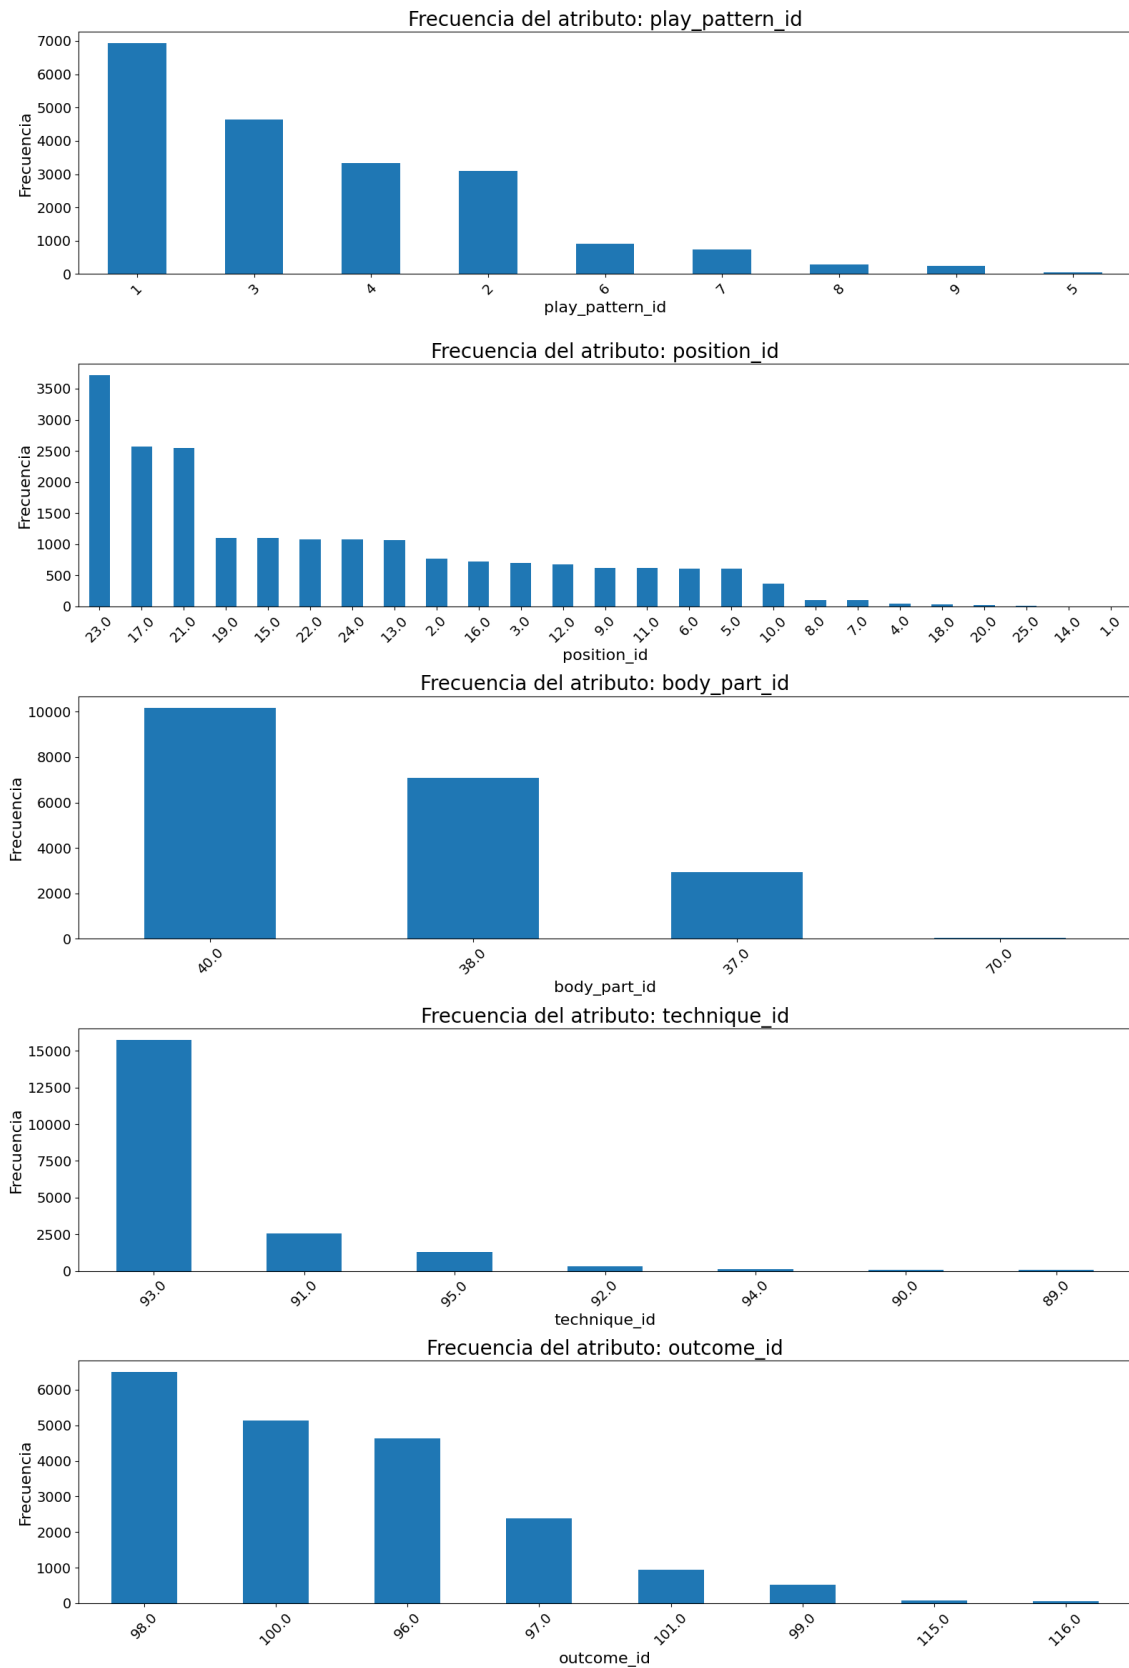 Frecuencia del atributo: play_pattern_id
Frecuencia
7000
6000
5000
4000
3000
2000
1000
0
1 3 4 2 6 7 8 9 5
play_pattern_id
Frecuencia del atributo: position_id
Frecuencia
3500
3000
2500
2000
1500
1000
500
0
23.0 17.0 21.0 19.0 15.0 22.0 24.0 13.0 2.0 16.0 3.0 12.0 9.0 11.0 6.0 5.0 10.0 8.0 7.0 4.0 18.0 20.0 25.0 14.0 1.0
position_id
Frecuencia del atributo: body_part_id
Frecuencia
10000
8000
6000
4000
2000
0
40.0 38.0 37.0 70.0
body_part_id
Frecuencia del atributo: technique_id
Frecuencia
15000
12500
10000
7500
5000
2500
0
93.0 91.0 95.0 92.0 94.0 90.0 89.0
technique_id
Frecuencia del atributo: outcome_id
Frecuencia
6000
5000
4000
3000
2000
1000
0
98.0 100.0 96.0 97.0 101.0 99.0 115.0 116.0
outcome_id